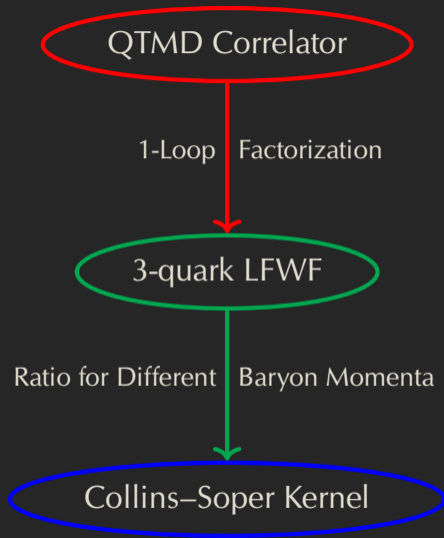 QTMD Correlator
1-Loop Factorization
3-quark LFWF
Ratio for Different Baryon Momenta
Collins–Soper Kernel